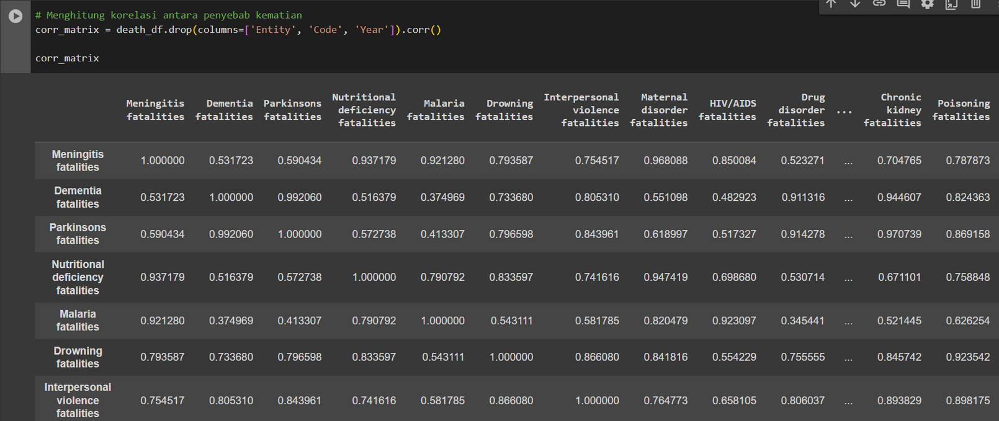 # Menghitung korelasi antara penyebab kematian
corr_matrix = death_df.drop(columns=['Entity', 'Code', 'Year']).corr()
corr_matrix
Meningitis fatalities Dementia fatalities Parkinsons fatalities Nutritional deficiency fatalities Malaria fatalities Drowning fatalities Interpersonal violence fatalities Maternal disorder fatalities HIV/AIDS fatalities Drug disorder fatalities ... Chronic kidney fatalities Poisoning fatalities
Meningitis fatalities 1.000000 0.531723 0.590434 0.937179 0.921280 0.793587 0.754517 0.968088 0.850084 0.523271 ... 0.704765 0.787873
Dementia fatalities 0.531723 1.000000 0.992060 0.516379 0.374969 0.733680 0.805310 0.551098 0.482923 0.911316 ... 0.944607 0.824363
Parkinsons fatalities 0.590434 0.992060 1.000000 0.572738 0.413307 0.796598 0.843961 0.618997 0.517327 0.914278 ... 0.970739 0.869158
Nutritional deficiency fatalities 0.937179 0.516379 0.572738 1.000000 0.790792 0.833597 0.741616 0.947419 0.698680 0.530714 ... 0.671101 0.758848
Malaria fatalities 0.921280 0.374969 0.413307 0.790792 1.000000 0.543111 0.581785 0.820479 0.923097 0.345441 ... 0.521445 0.626254
Drowning fatalities 0.793587 0.733680 0.796598 0.833597 0.543111 1.000000 0.866080 0.841816 0.554229 0.755555 ... 0.845742 0.923542
Interpersonal violence fatalities 0.754517 0.805310 0.843961 0.741616 0.581785 0.866080 1.000000 0.764773 0.658105 0.806037 ... 0.893829 0.898175